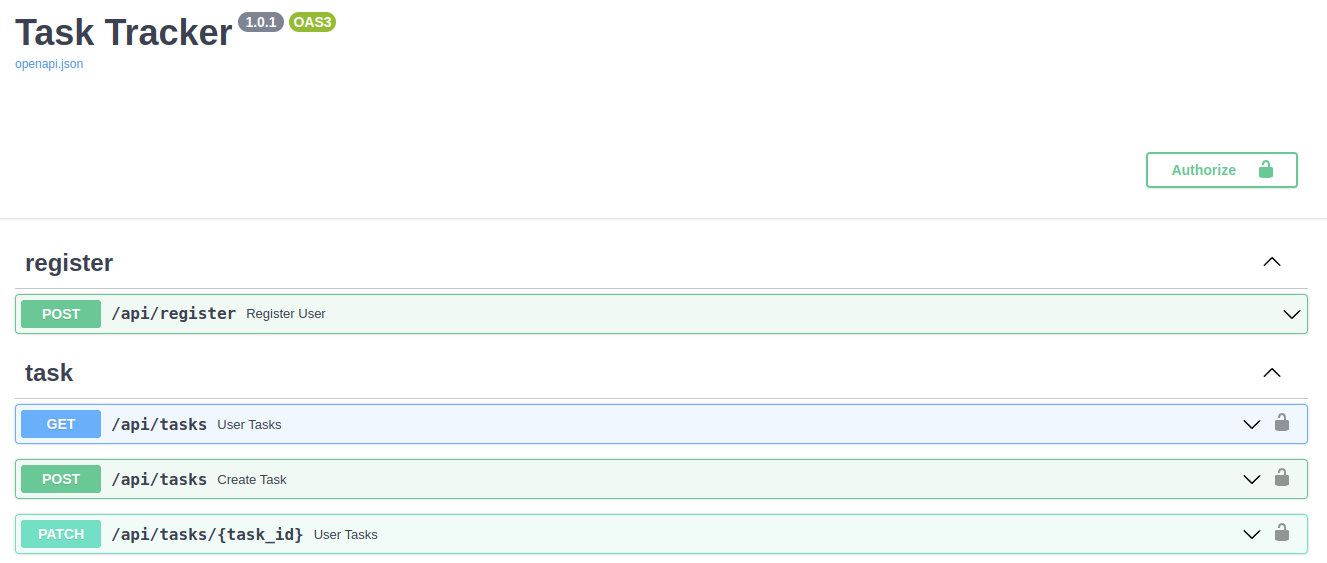 Task Tracker 1.0.1 OAS3
openapi.json
Authorize
register
POST /api/register Register User
task
GET /api/tasks User Tasks
POST /api/tasks Create Task
PATCH /api/tasks/{task_id} User Tasks